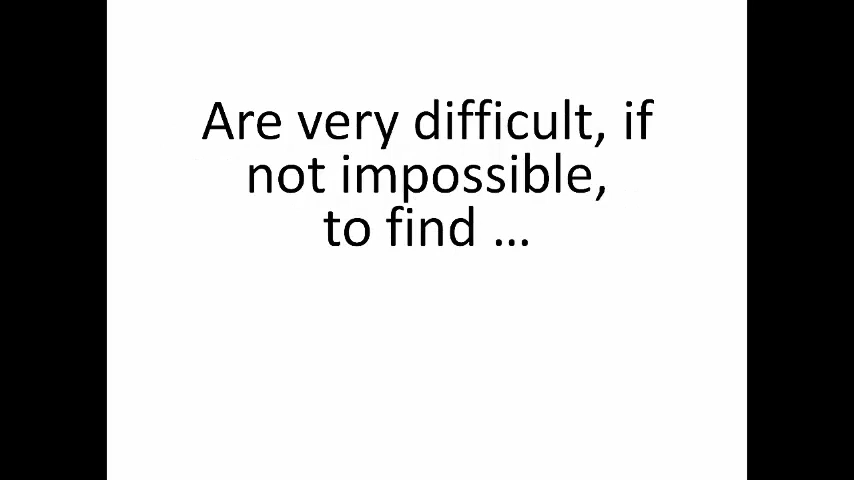 Are very difficult, if
not impossible,
to find ...